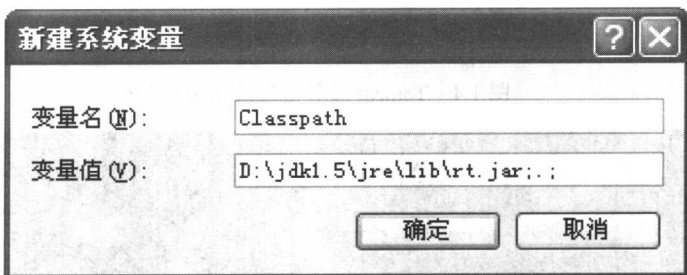 新建系统变量
变量名(N):
Classpath
变量值(V):
D:\jdk1.5\jre\lib\rt.jar;.;
确定
取消